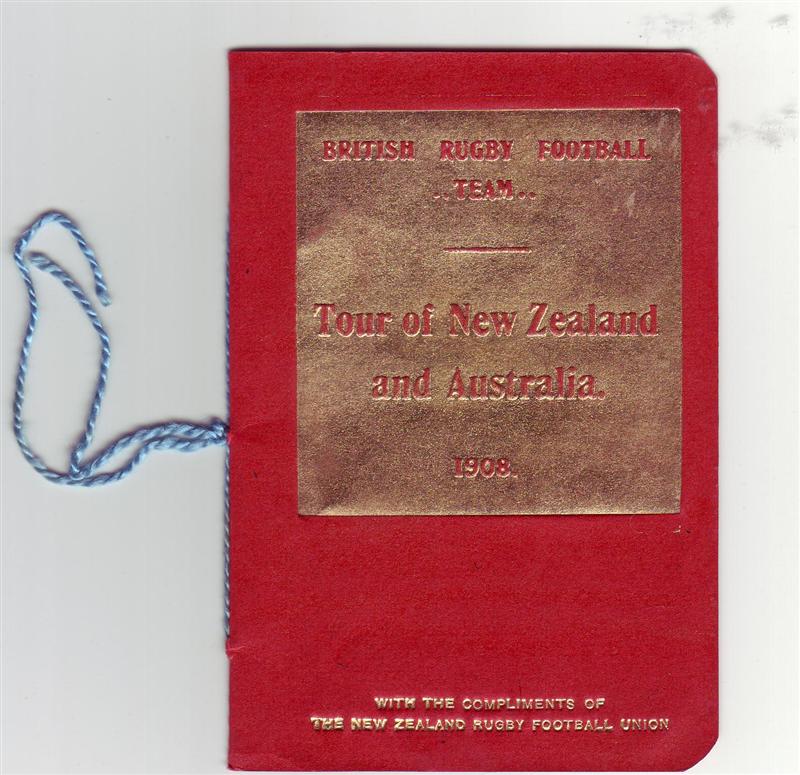 BRITISH RUGBY FOOTBALL
..TEAM..
Tour of New Zealand
and Australia.
1908.
WITH THE COMPLIMENTS OF
THE NEW ZEALAND RUGBY FOOTBALL UNION